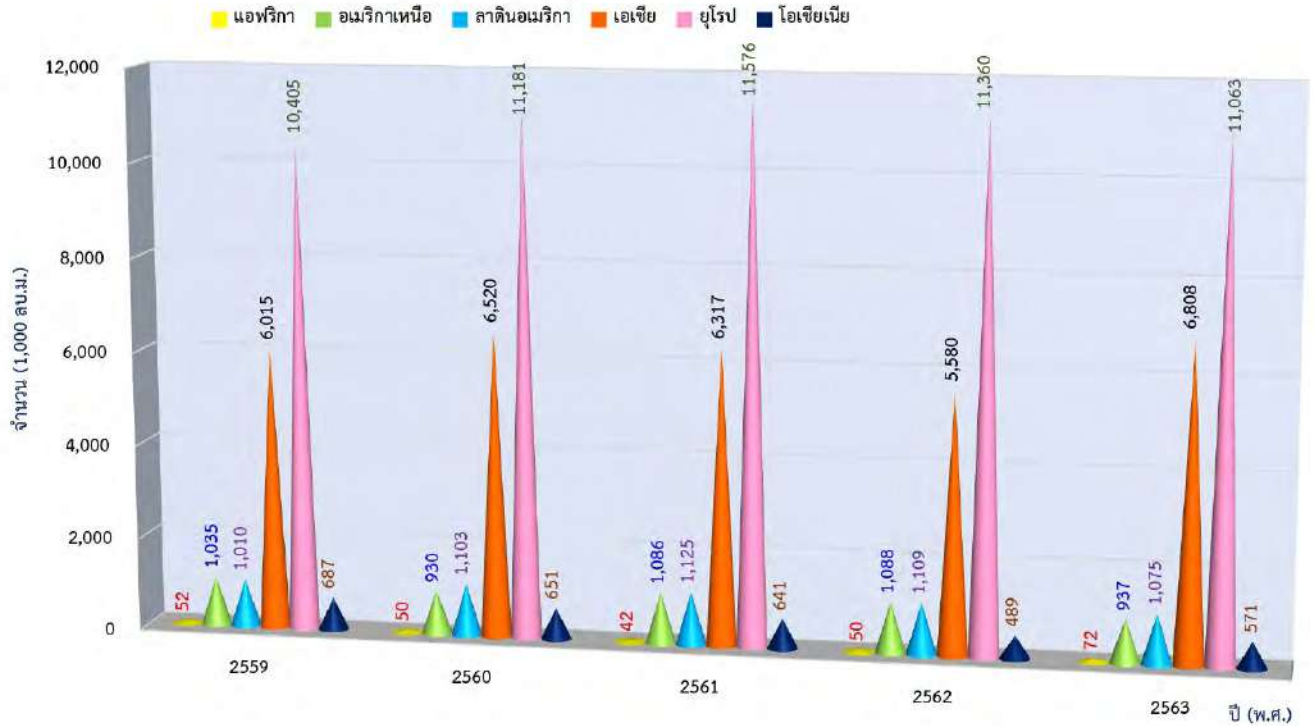 แอฟริกา อเมริกาเหนือ ลาตินอเมริกา เอเชีย ยุโรป โอเชียเนีย
จำนวน (1,000 ลบ.ม.)
12,000
10,000
8,000
6,000
4,000
2,000
0
52 1,035 1,010 6,015 10,405 687
50 930 1,103 6,520 11,181 651
42 1,086 1,125 6,317 11,576 641
50 1,088 1,109 5,580 11,360 489
72 937 1,075 6,808 11,063 571
2559 2560 2561 2562 2563
ปี (พ.ศ.)